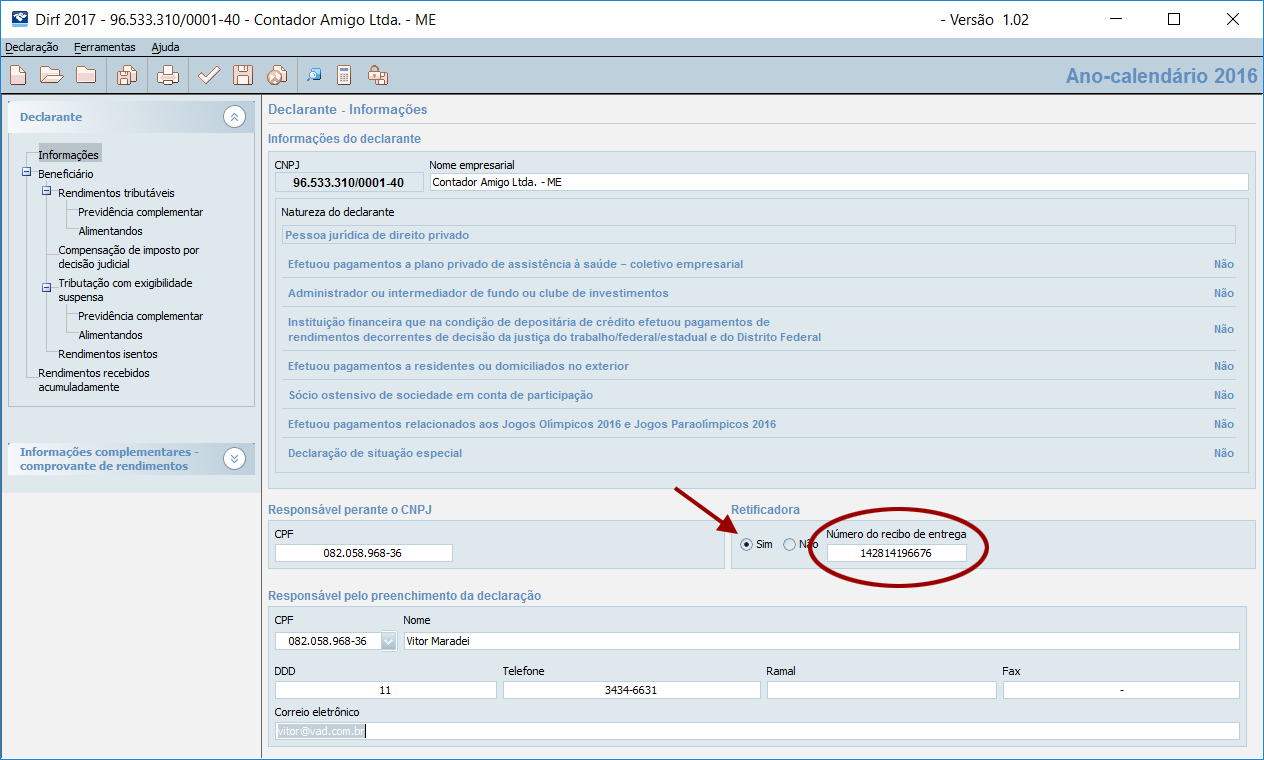 Dirf 2017 - 96.533.310/0001-40 - Contador Amigo Ltda. - ME
- Versão 1.02
Declaração Ferramentas Ajuda
Ano-calendário 2016
Declarante
Informações
Beneficiário
Rendimentos tributáveis
Previdência complementar
Alimentandos
Compensação de imposto por
decisão judicial
Tributação com exigibilidade
suspensa
Previdência complementar
Alimentandos
Rendimentos isentos
Rendimentos recebidos
acumuladamente
Informações complementares -
comprovante de rendimentos
Declarante - Informações
Informações do declarante
CNPJ Nome empresarial
96.533.310/0001-40 Contador Amigo Ltda. - ME
Natureza do declarante
Pessoa jurídica de direito privado
Efetuou pagamentos a plano privado de assistência à saúde – coletivo empresarial Não
Administrador ou intermediador de fundo ou clube de investimentos Não
Instituição financeira que na condição de depositária de crédito efetuou pagamentos de
rendimentos decorrentes de decisão da justiça do trabalho/federal/estadual e do Distrito Federal Não
Efetuou pagamentos a residentes ou domiciliados no exterior Não
Sócio ostensivo de sociedade em conta de participação Não
Efetuou pagamentos relacionados aos Jogos Olímpicos 2016 e Jogos Paraolímpicos 2016 Não
Declaração de situação especial Não
Responsável perante o CNPJ Retificadora
CPF
082.058.968-36
Sim Não
Número do recibo de entrega
142814196676
Responsável pelo preenchimento da declaração
CPF Nome
082.058.968-36 Vitor Maradei
DDD Telefone Ramal Fax
11 3434-6631 -
Correio eletrônico
vitor@vad.com.br